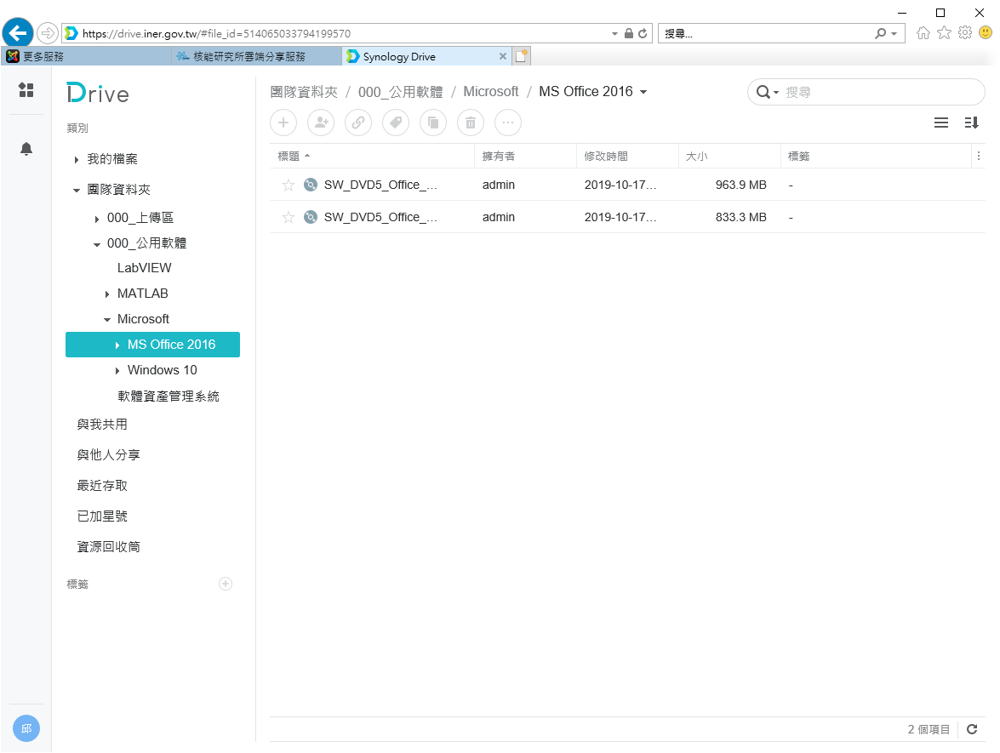 https://drive.iner.gov.tw/#file_id=514065033794199570
搜尋...
更多服務
核能研究所雲端分享服務
Synology Drive
Drive
團隊資料夾 / 000_公用軟體 / Microsoft / MS Office 2016
搜尋
類別
我的檔案
團隊資料夾
000_上傳區
000_公用軟體
LabVIEW
MATLAB
Microsoft
MS Office 2016
Windows 10
軟體資產管理系統
與我共用
與他人分享
最近存取
已加星號
資源回收筒
標籤
邱
標題 擁有者 修改時間 大小 標籤
SW_DVD5_Office_... admin 2019-10-17... 963.9 MB -
SW_DVD5_Office_... admin 2019-10-17... 833.3 MB -
2 個項目